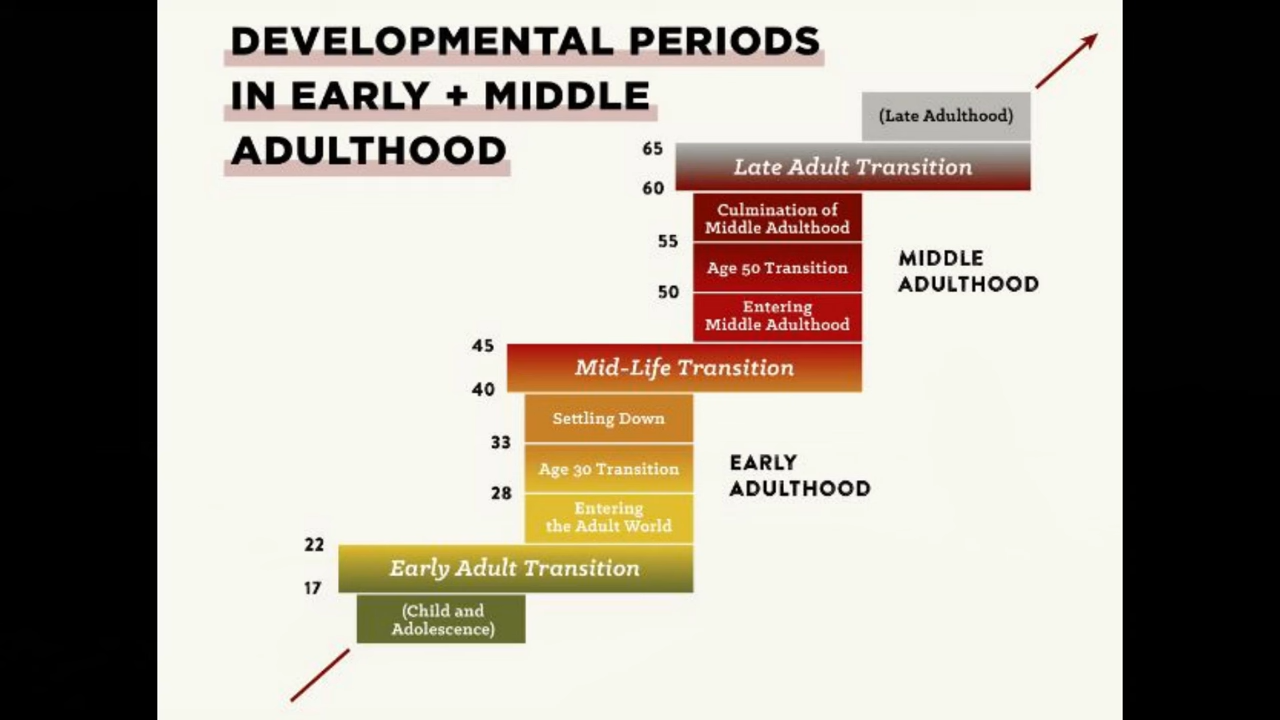 DEVELOPMENTAL PERIODS
IN EARLY + MIDDLE
ADULTHOOD
(Late Adulthood)
65
Late Adult Transition
60
Culmination of
Middle Adulthood
55
Age 50 Transition
MIDDLE
ADULTHOOD
50
Entering
Middle Adulthood
45
Mid-Life Transition
40
Settling Down
33
Age 30 Transition
EARLY
ADULTHOOD
28
Entering
the Adult World
22
Early Adult Transition
17
(Child and
Adolescence)